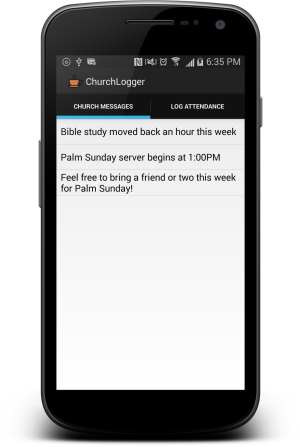 6:35 PM
ChurchLogger
CHURCH MESSAGES
LOG ATTENDANCE
Bible study moved back an hour this week
Palm Sunday server begins at 1:00PM
Feel free to bring a friend or two this week
for Palm Sunday!